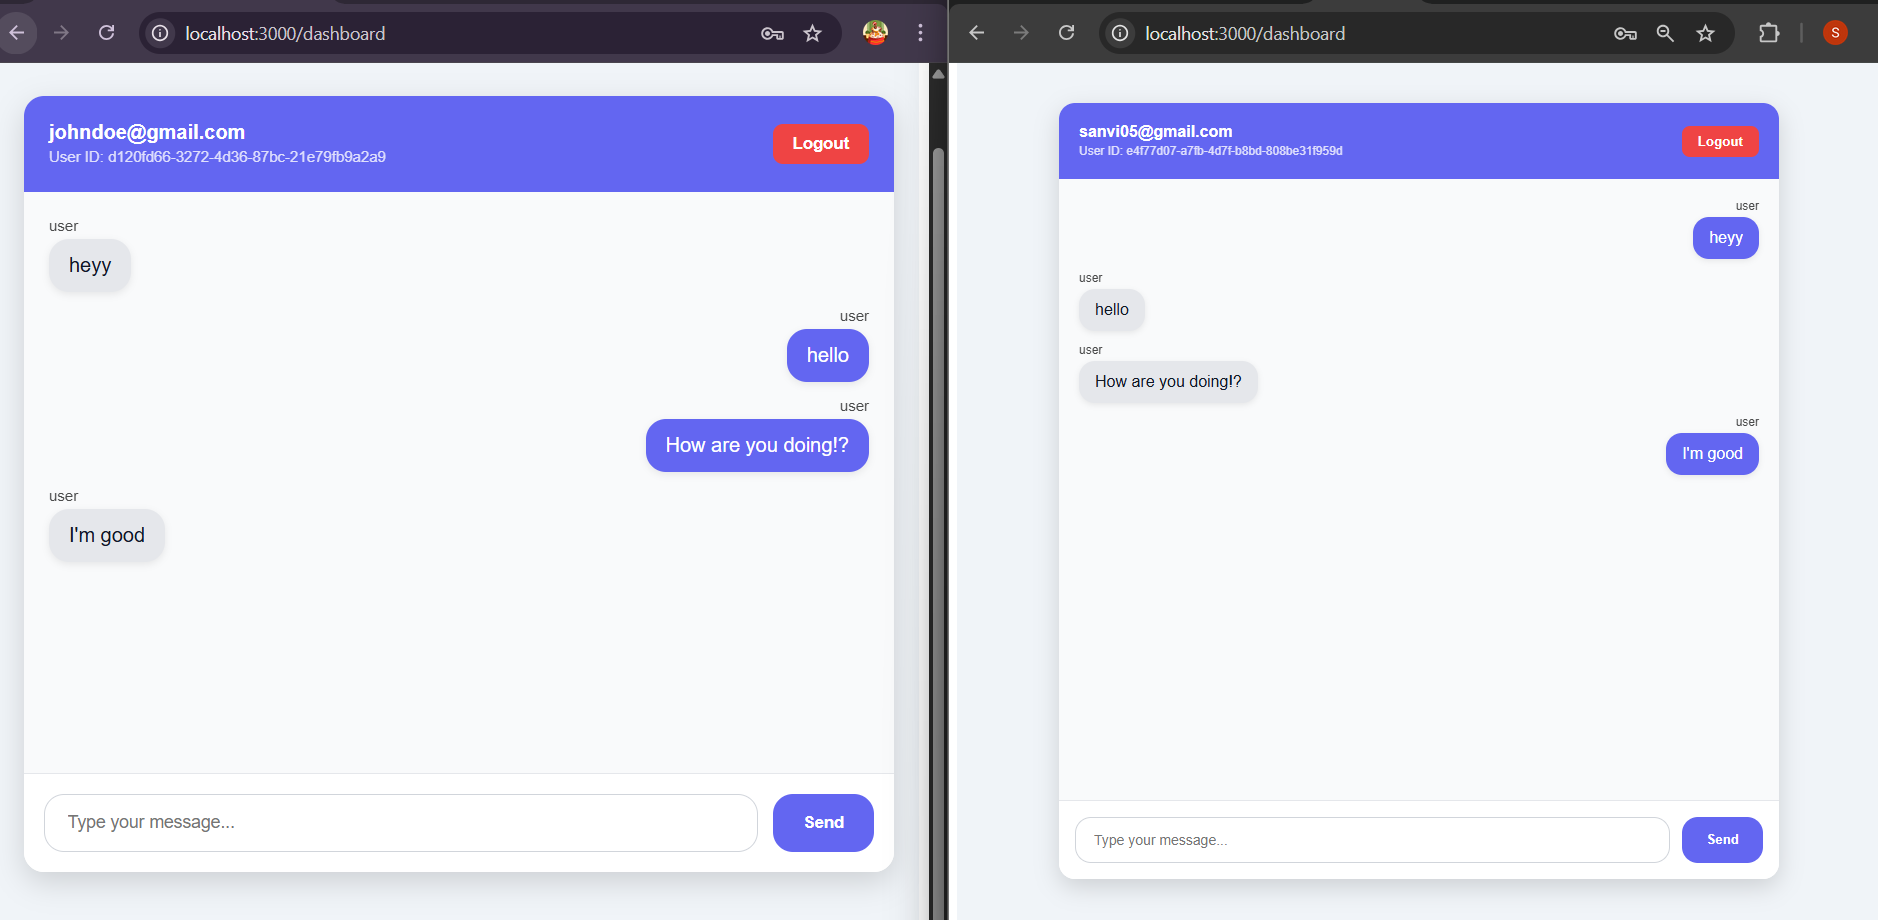 localhost:3000/dashboard
johndoe@gmail.com
User ID: d120fd66-3272-4d36-87bc-21e79fb9a2a9
Logout
user
heyy
user
hello
user
How are you doing!?
user
I'm good
Type your message...
Send
localhost:3000/dashboard
S
sanvi05@gmail.com
User ID: e4f77d07-a7fb-4d7f-b8bd-808be31f959d
Logout
user
heyy
user
hello
user
How are you doing!?
user
I'm good
Type your message...
Send